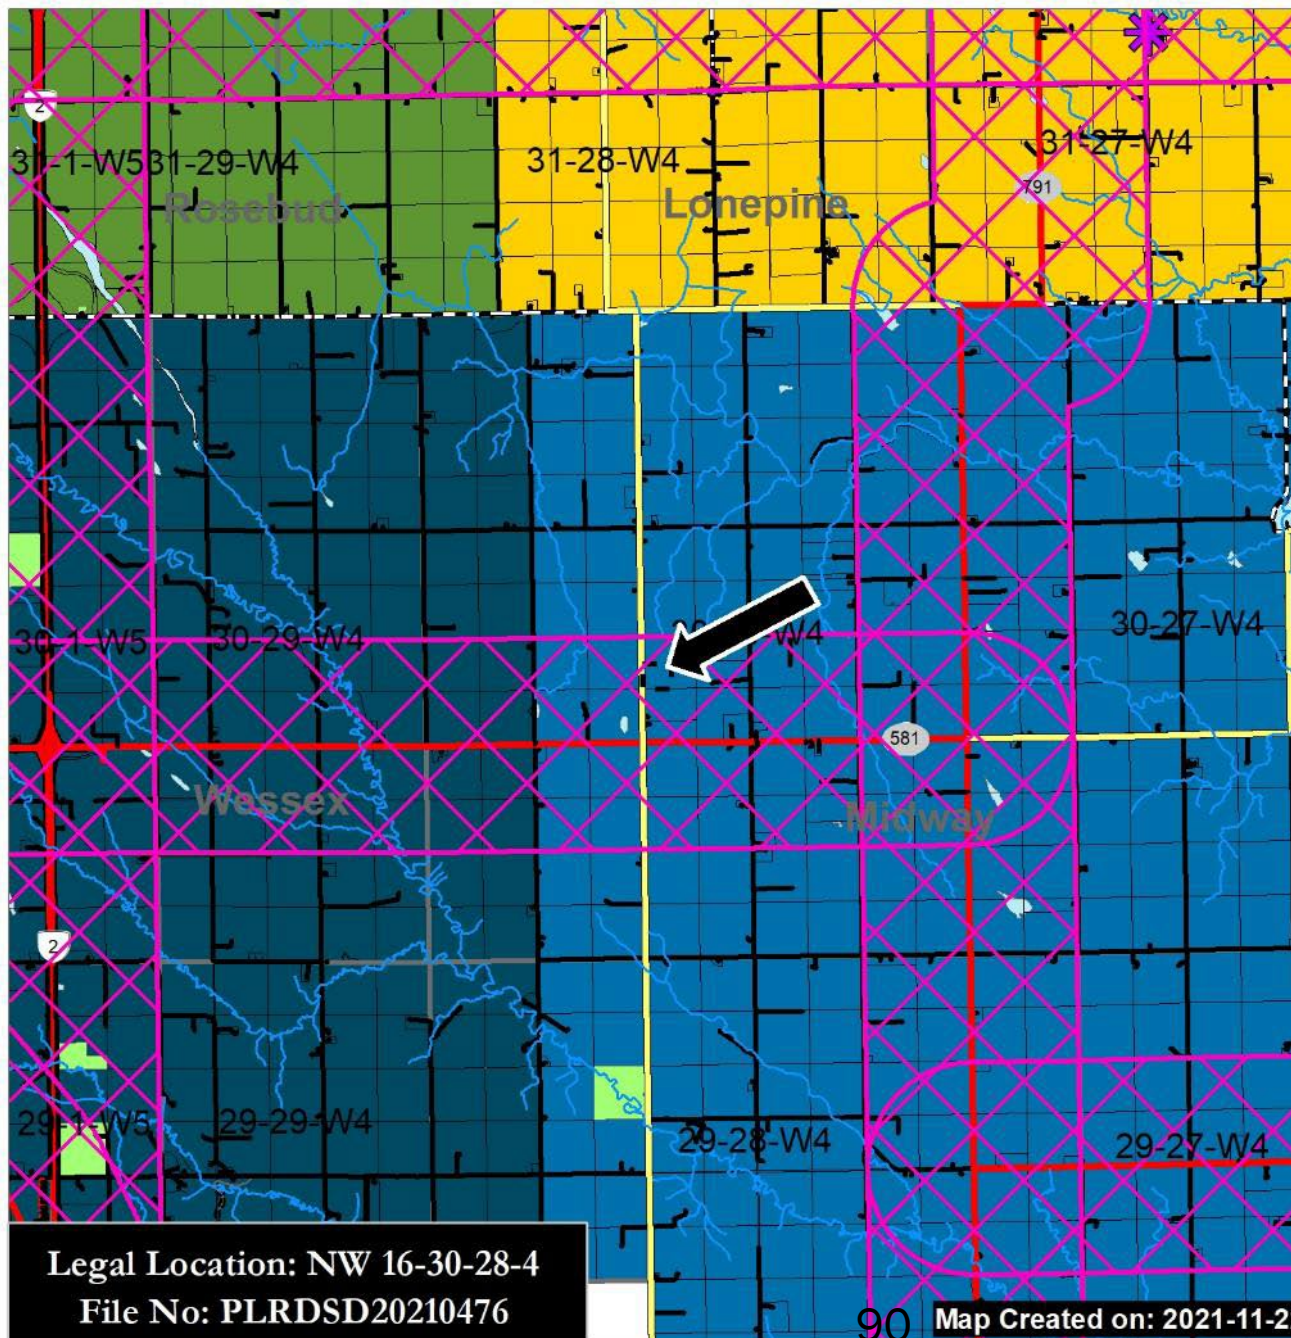 2
31-1-W5 31-29-W4 31-28-W4 31-27-W4
791
Rosebud Lonepine
30-1-W5 30-29-W4 W4 30-27-W4
581
Wessex Midway
2
29-1-W5 29-29-W4 29-28-W4 29-27-W4
Legal Location: NW 16-30-28-4
File No: PLRDSD20210476
90 Map Created on: 2021-11-2